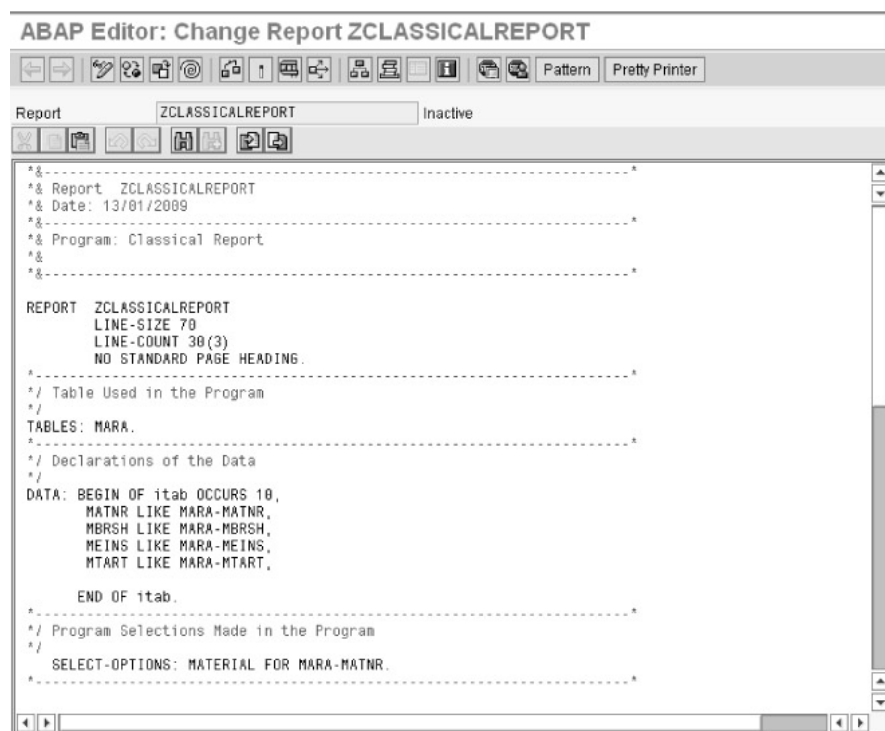 ABAP Editor: Change Report ZCLASSICALREPORT
Pattern Pretty Printer
Report ZCLASSICALREPORT Inactive
*&---------------------------------------------------------------------*
*& Report  ZCLASSICALREPORT
*& Date: 13/01/2009
*&---------------------------------------------------------------------*
*& Program: Classical Report
*&
*&---------------------------------------------------------------------*
REPORT  ZCLASSICALREPORT
        LINE-SIZE 70
        LINE-COUNT 30(3)
        NO STANDARD PAGE HEADING.
*----------------------------------------------------------------------*
*/ Table Used in the Program
*/
TABLES: MARA.
*----------------------------------------------------------------------*
*/ Declarations of the Data
*/
DATA: BEGIN OF itab OCCURS 10,
       MATNR LIKE MARA-MATNR,
       MBRSH LIKE MARA-MBRSH,
       MEINS LIKE MARA-MEINS,
       MTART LIKE MARA-MTART,
      END OF itab.
*----------------------------------------------------------------------*
*/ Program Selections Made in the Program
*/
   SELECT-OPTIONS: MATERIAL FOR MARA-MATNR.
*----------------------------------------------------------------------*